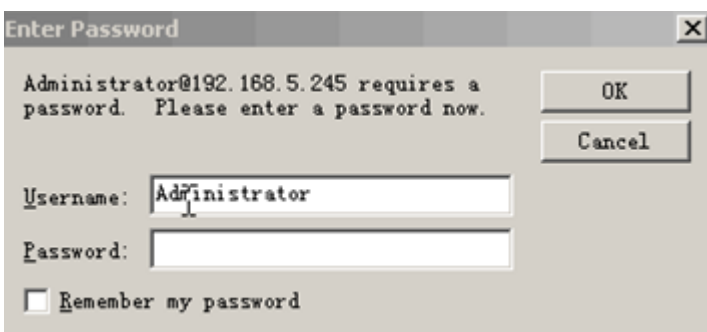 Enter Password
Administrator@192.168.5.245 requires a
password. Please enter a password now.
OK
Cancel
Username: Administrator
Password:
Remember my password